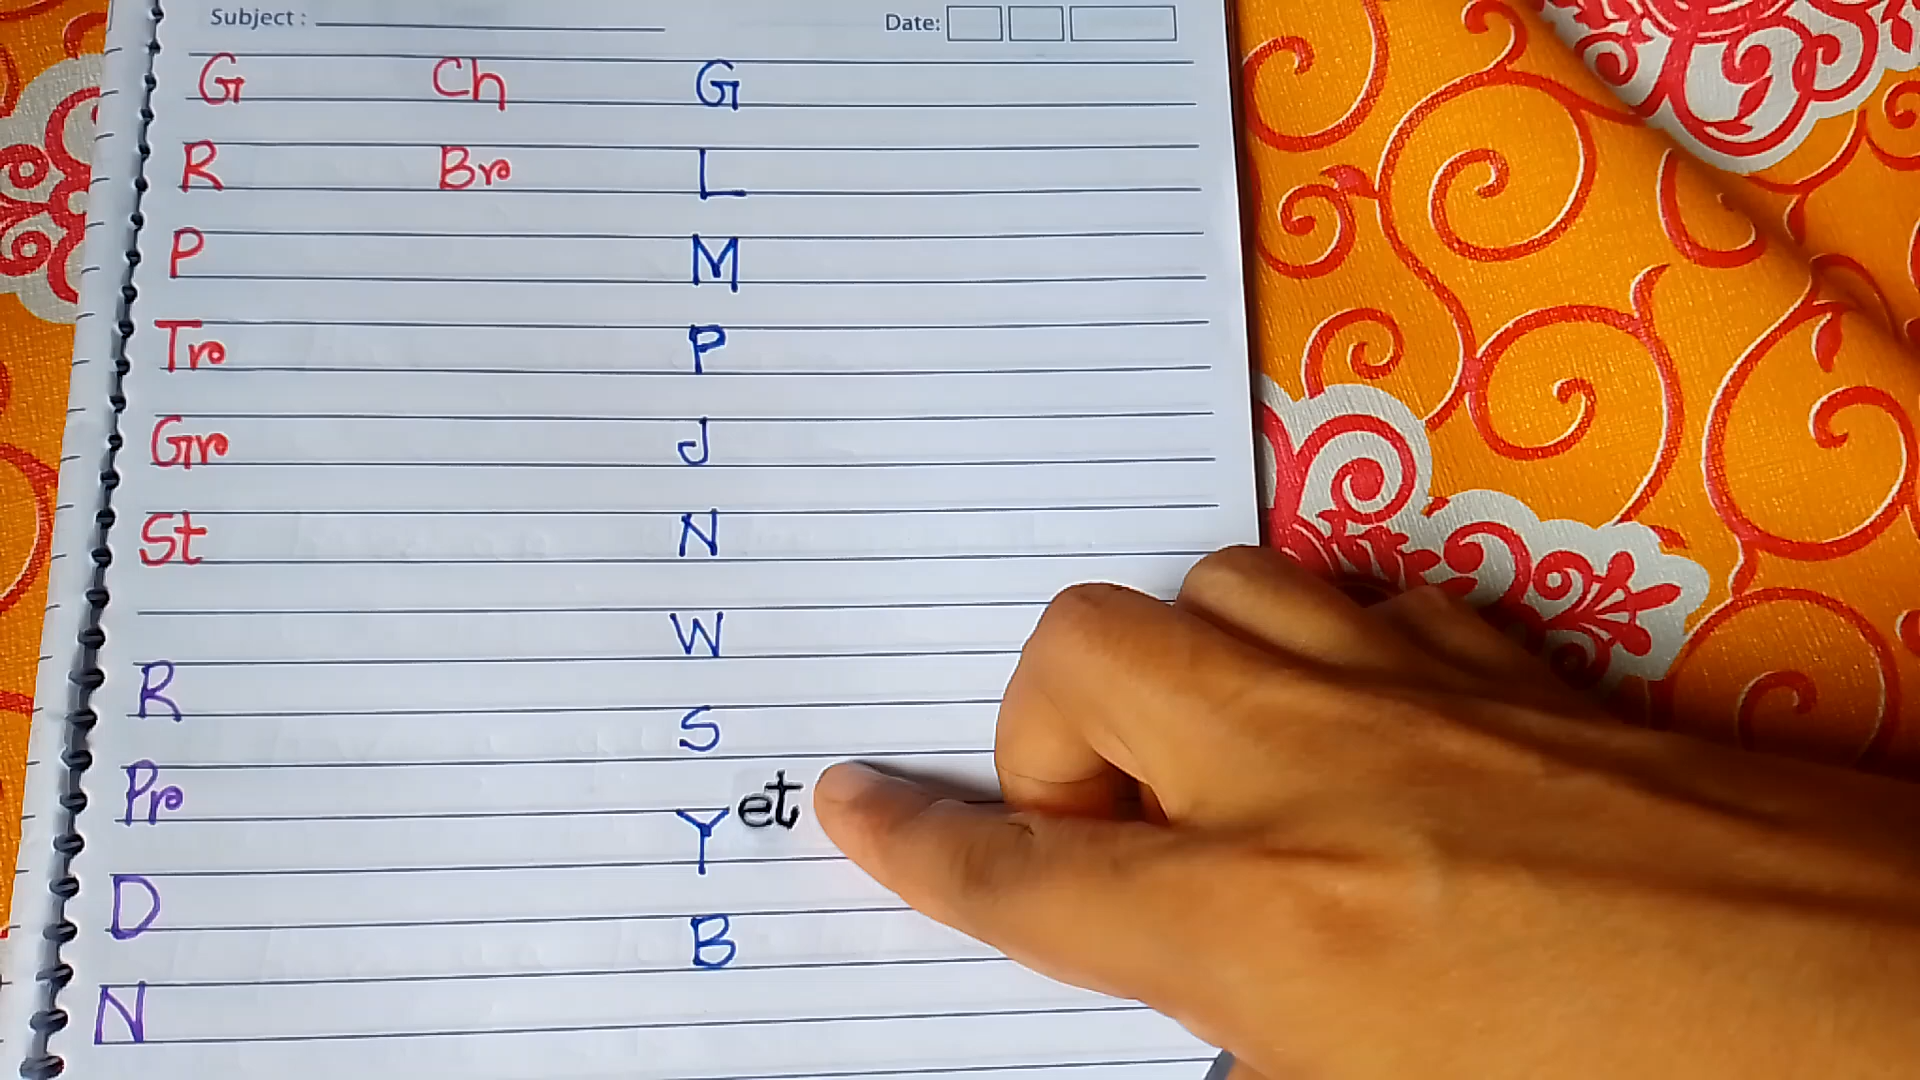 Subject : Date:
G Ch G
R Br L
P M
Tr P
Gr J
St N
W
R S
Pr Yet
D B
N